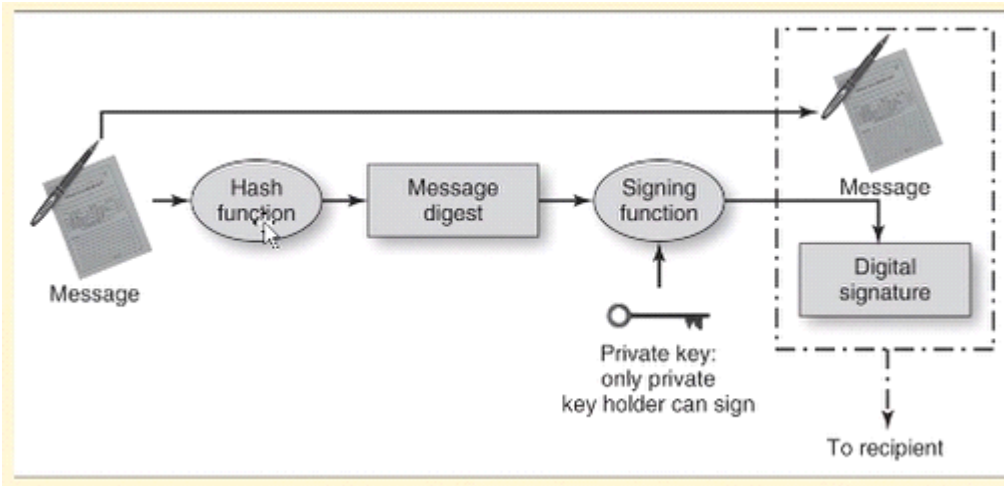 Message
Hash
function
Message
digest
Signing
function
Message
Digital
signature
Private key:
only private
key holder can sign
To recipient